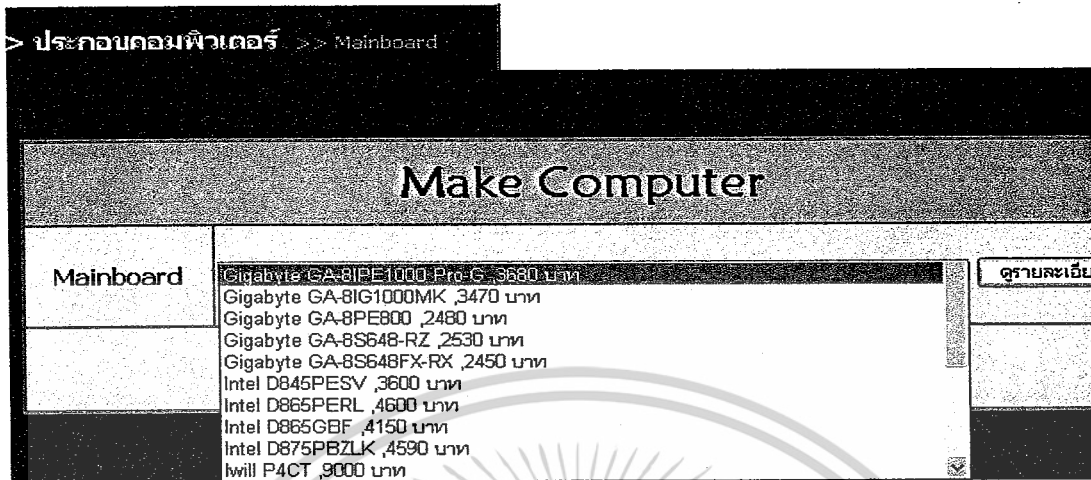 > ประกอบคอมพิวเตอร์ >> Mainboard
Make Computer
Mainboard
Gigabyte GA-8IPE1000 Pro-G ,3680 บาท
ดูรายละเอีย
Gigabyte GA-8IG1000MK ,3470 บาท
Gigabyte GA-8PE800 ,2480 บาท
Gigabyte GA-8S648-RZ ,2530 บาท
Gigabyte GA-8S648FX-RX ,2450 บาท
Intel D845PESV ,3600 บาท
Intel D865PERL ,4600 บาท
Intel D865GBF ,4150 บาท
Intel D875PBZLK ,4590 บาท
Iwill P4CT ,9000 บาท